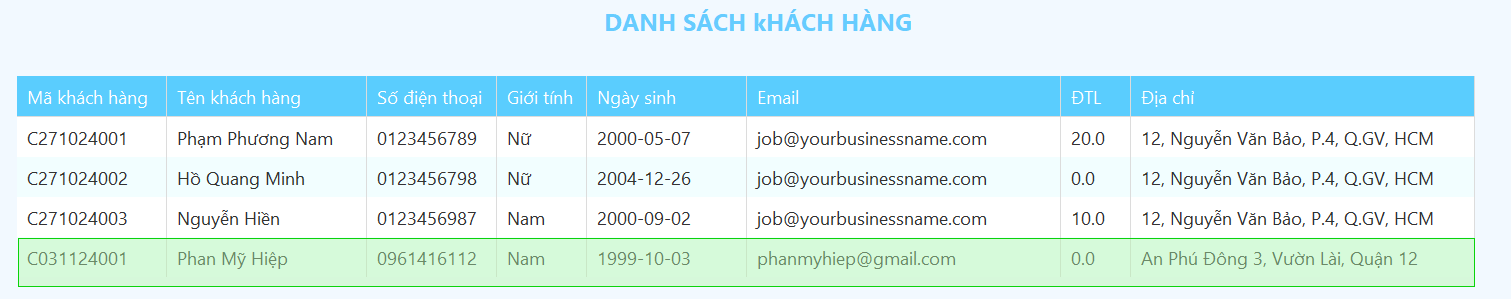 DANH SÁCH kHÁCH HÀNG
Mã khách hàng Tên khách hàng Số điện thoại Giới tính Ngày sinh Email ĐTL Địa chỉ
C271024001 Phạm Phương Nam 0123456789 Nữ 2000-05-07 job@yourbusinessname.com 20.0 12, Nguyễn Văn Bảo, P.4, Q.GV, HCM
C271024002 Hồ Quang Minh 0123456798 Nữ 2004-12-26 job@yourbusinessname.com 0.0 12, Nguyễn Văn Bảo, P.4, Q.GV, HCM
C271024003 Nguyễn Hiền 0123456987 Nam 2000-09-02 job@yourbusinessname.com 10.0 12, Nguyễn Văn Bảo, P.4, Q.GV, HCM
C031124001 Phan Mỹ Hiệp 0961416112 Nam 1999-10-03 phanmyhiep@gmail.com 0.0 An Phú Đông 3, Vườn Lài, Quận 12